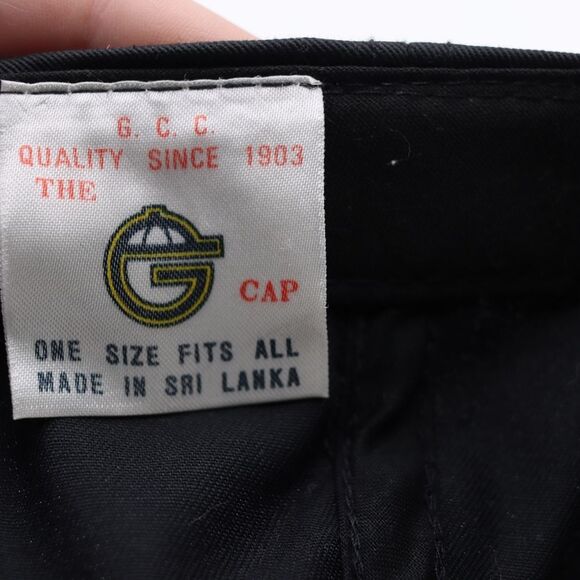 G. C. C.
QUALITY SINCE 1903
THE
G
CAP
ONE SIZE FITS ALL
MADE IN SRI LANKA